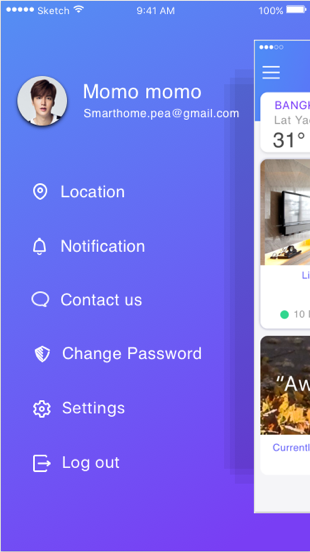 Sketch 9:41 AM 100%
Momo momo
Smarthome.pea@gmail.com
Location
Notification
Contact us
Change Password
Settings
Log out
BANGK
Lat Ya
31°
Li
10
“Aw
Currentl